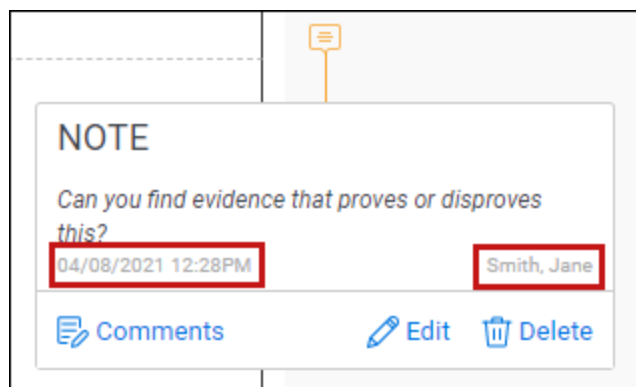 NOTE
Can you find evidence that proves or disproves
this?
04/08/2021 12:28PM Smith, Jane
Comments Edit Delete